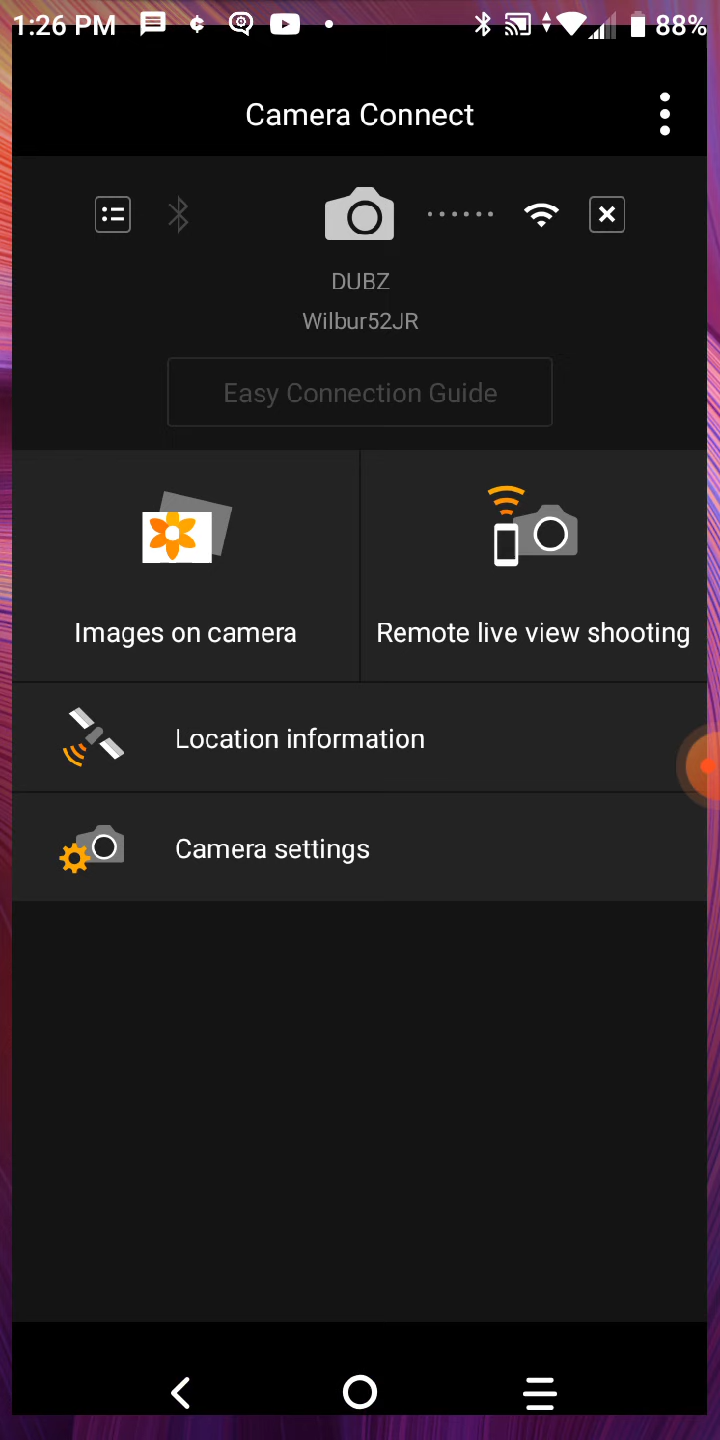 1:26 PM 88%
Camera Connect
DUBZ
Wilbur52JR
Easy Connection Guide
Images on camera
Remote live view shooting
Location information
Camera settings